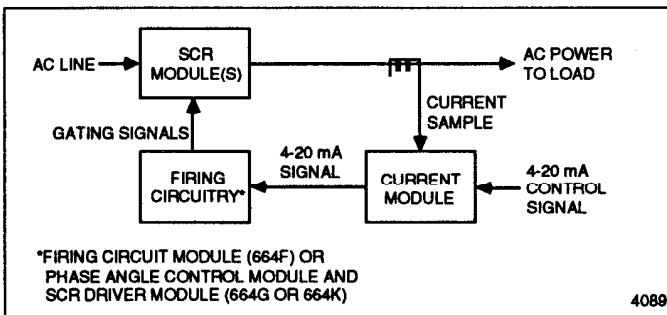 SCR
MODULE(S)
AC LINE
AC POWER
TO LOAD
CURRENT
SAMPLE
GATING SIGNALS
4-20 mA
SIGNAL
FIRING
CIRCUITRY*
CURRENT
MODULE
4-20 mA
CONTROL
SIGNAL
*FIRING CIRCUIT MODULE (664F) OR
PHASE ANGLE CONTROL MODULE AND
SCR DRIVER MODULE (664G OR 664K)
4089